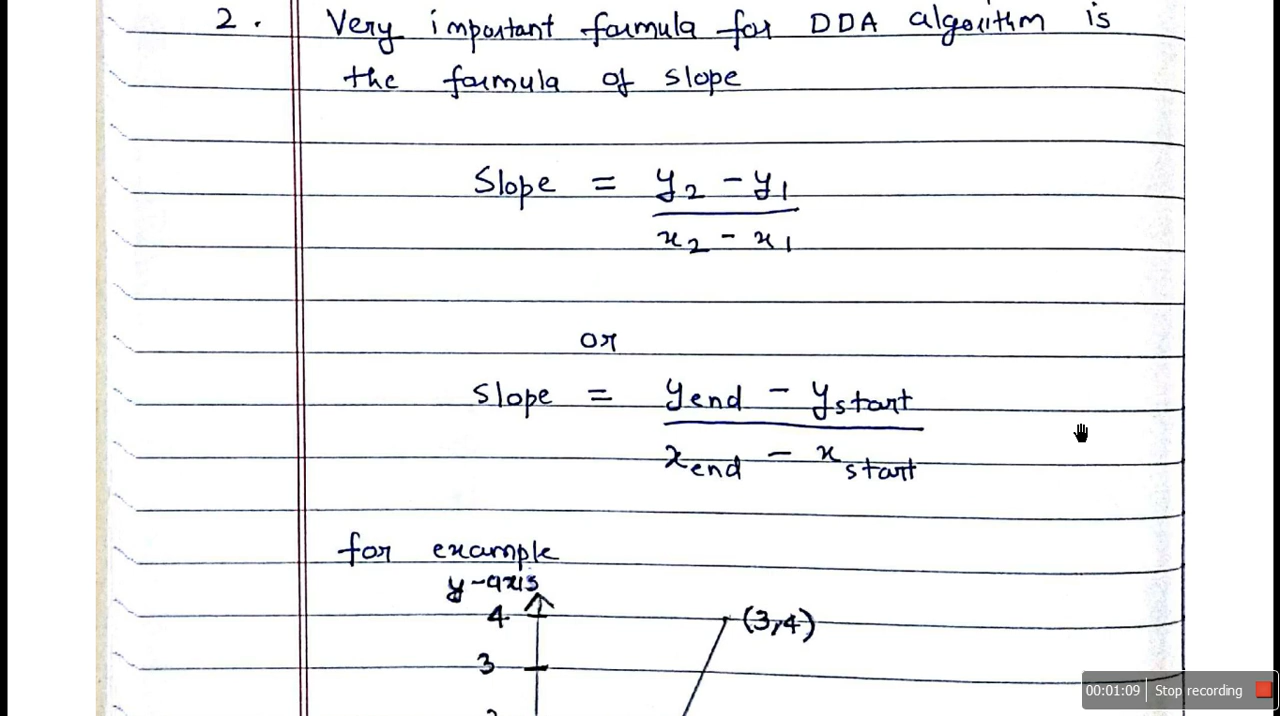 2. Very important formula for DDA algorithm is
the formula of slope
Slope = y2 - y1
x2 - x1
or
Slope = yend - ystart
xend - xstart
for example
y-axis
4 (3,4)
3
00:01:09 Stop recording